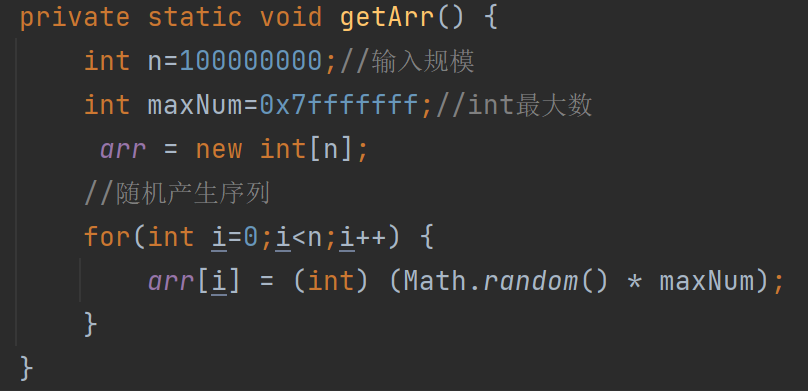 private static void getArr() {
    int n=100000000;//输入规模
    int maxNum=0x7fffffff;//int最大数
     arr = new int[n];
    //随机产生序列
    for(int i=0;i<n;i++) {
        arr[i] = (int) (Math.random() * maxNum);
    }
}